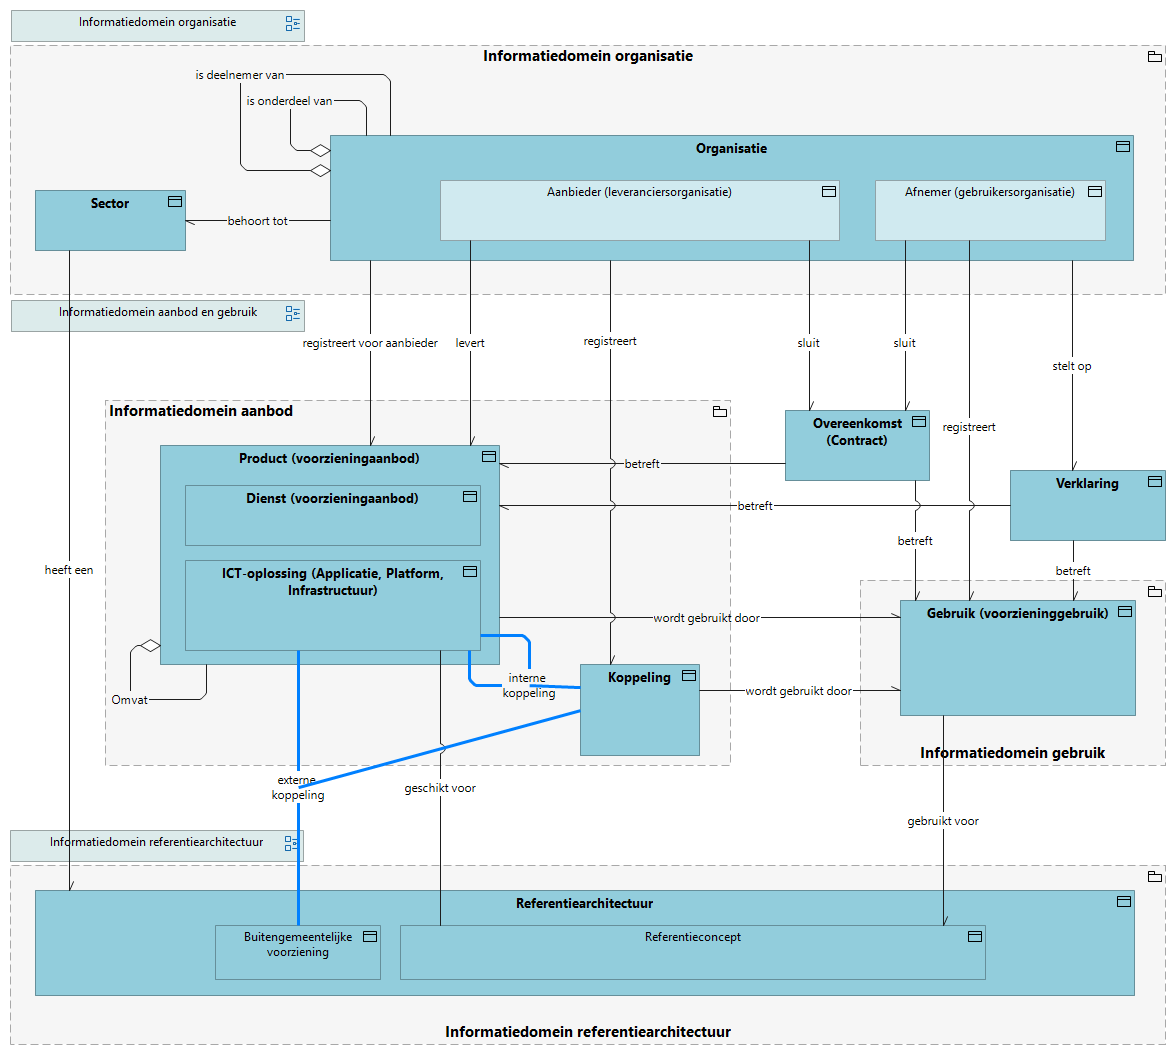 Informatiedomein organisatie
Informatiedomein organisatie
is deelnemer van
is onderdeel van
Organisatie
Aanbieder (leveranciersorganisatie)
Afnemer (gebruikersorganisatie)
Sector
behoort tot
Informatiedomein aanbod en gebruik
registreert voor aanbieder
levert
registreert
sluit
sluit
stelt op
Informatiedomein aanbod
Overeenkomst
(Contract)
registreert
Product (voorzieningaanbod)
betreft
Verklaring
Dienst (voorzieningaanbod)
betreft
betreft
heeft een
betreft
ICT-oplossing (Applicatie, Platform,
Infrastructuur)
wordt gebruikt door
Gebruik (voorzieninggebruik)
interne
koppeling
Koppeling
wordt gebruikt door
Omvat
Informatiedomein gebruik
externe
koppeling
geschikt voor
gebruikt voor
Informatiedomein referentiearchitectuur
Referentiearchitectuur
Buitengemeentelijke
voorziening
Referentieconcept
Informatiedomein referentiearchitectuur